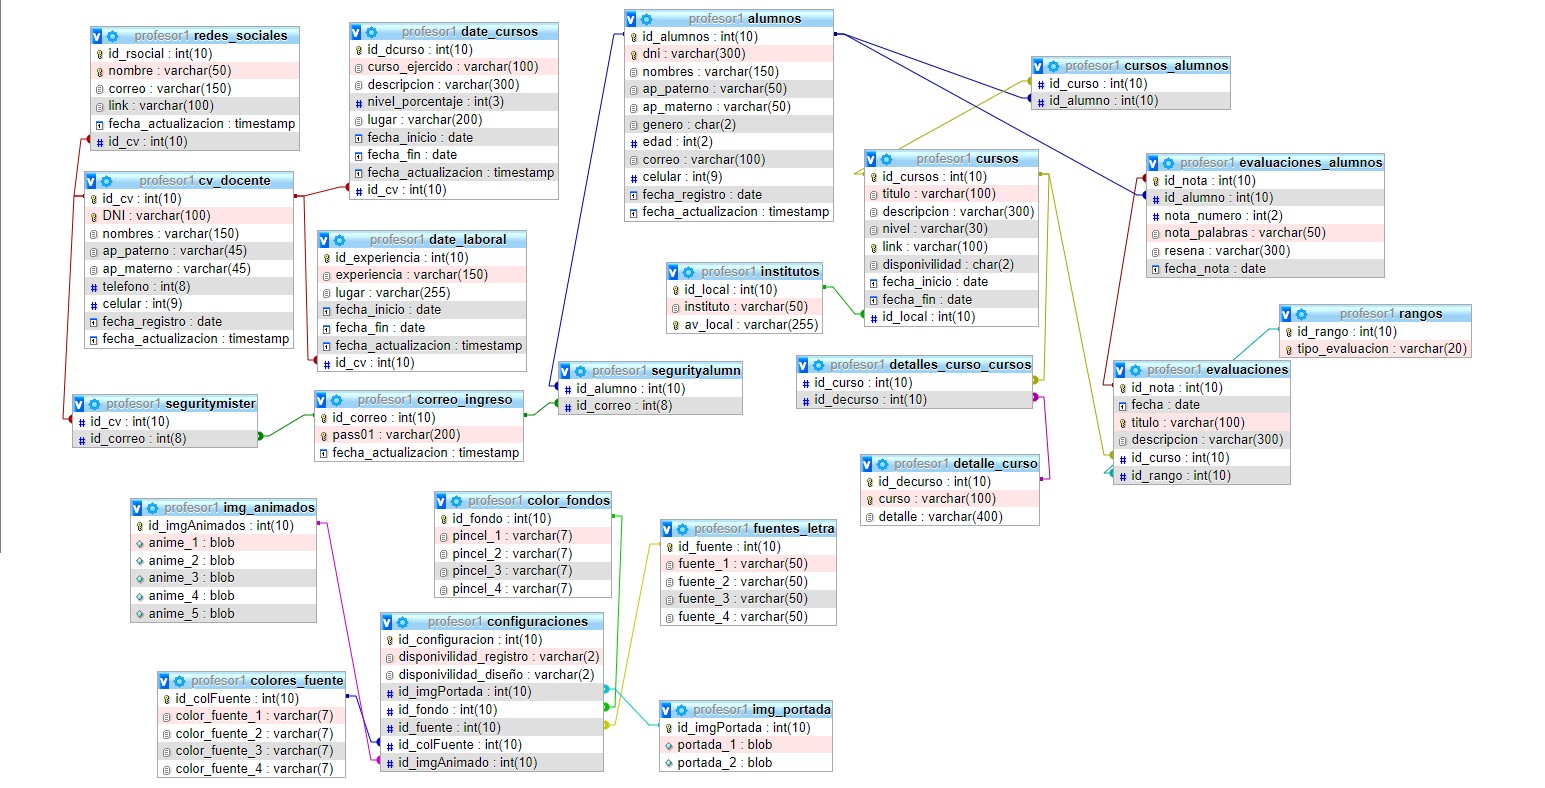 profesor1 redes_sociales
id_rsocial : int(10)
nombre : varchar(50)
correo : varchar(150)
link : varchar(100)
fecha_actualizacion : timestamp
id_cv : int(10)
profesor1 date_cursos
id_dcurso : int(10)
curso_ejercido : varchar(100)
descripcion : varchar(300)
nivel_porcentaje : int(3)
lugar : varchar(200)
fecha_inicio : date
fecha_fin : date
fecha_actualizacion : timestamp
id_cv : int(10)
profesor1 alumnos
id_alumnos : int(10)
dni : varchar(300)
nombres : varchar(150)
ap_paterno : varchar(50)
ap_materno : varchar(50)
genero : char(2)
edad : int(2)
correo : varchar(100)
celular : int(9)
fecha_registro : date
fecha_actualizacion : timestamp
profesor1 cursos_alumnos
id_curso : int(10)
id_alumno : int(10)
profesor1 cv_docente
id_cv : int(10)
DNI : varchar(100)
nombres : varchar(150)
ap_paterno : varchar(45)
ap_materno : varchar(45)
telefono : int(8)
celular : int(9)
fecha_registro : date
fecha_actualizacion : timestamp
profesor1 date_laboral
id_experiencia : int(10)
experiencia : varchar(150)
lugar : varchar(255)
fecha_inicio : date
fecha_fin : date
fecha_actualizacion : timestamp
id_cv : int(10)
profesor1 cursos
id_cursos : int(10)
titulo : varchar(100)
descripcion : varchar(300)
nivel : varchar(30)
link : varchar(100)
disponivilidad : char(2)
fecha_inicio : date
fecha_fin : date
id_local : int(10)
profesor1 evaluaciones_alumnos
id_nota : int(10)
id_alumno : int(10)
nota_numero : int(2)
nota_palabras : varchar(50)
resena : varchar(300)
fecha_nota : date
profesor1 institutos
id_local : int(10)
instituto : varchar(50)
av_local : varchar(255)
profesor1 rangos
id_rango : int(10)
tipo_evaluacion : varchar(20)
profesor1 seguritymister
id_cv : int(10)
id_correo : int(8)
profesor1 correo_ingreso
id_correo : int(10)
pass01 : varchar(200)
fecha_actualizacion : timestamp
profesor1 segurityalumn
id_alumno : int(10)
id_correo : int(8)
profesor1 detalles_curso_cursos
id_curso : int(10)
id_decurso : int(10)
profesor1 evaluaciones
id_nota : int(10)
fecha : date
titulo : varchar(100)
descripcion : varchar(300)
id_curso : int(10)
id_rango : int(10)
profesor1 detalle_curso
id_decurso : int(10)
curso : varchar(100)
detalle : varchar(400)
profesor1 img_animados
id_imgAnimados : int(10)
anime_1 : blob
anime_2 : blob
anime_3 : blob
anime_4 : blob
anime_5 : blob
profesor1 color_fondos
id_fondo : int(10)
pincel_1 : varchar(7)
pincel_2 : varchar(7)
pincel_3 : varchar(7)
pincel_4 : varchar(7)
profesor1 fuentes_letra
id_fuente : int(10)
fuente_1 : varchar(50)
fuente_2 : varchar(50)
fuente_3 : varchar(50)
fuente_4 : varchar(50)
profesor1 configuraciones
id_configuracion : int(10)
disponivilidad_registro : varchar(2)
disponivilidad_diseño : varchar(2)
id_imgPortada : int(10)
id_fondo : int(10)
id_fuente : int(10)
id_colFuente : int(10)
id_imgAnimado : int(10)
profesor1 colores_fuente
id_colFuente : int(10)
color_fuente_1 : varchar(7)
color_fuente_2 : varchar(7)
color_fuente_3 : varchar(7)
color_fuente_4 : varchar(7)
profesor1 img_portada
id_imgPortada : int(10)
portada_1 : blob
portada_2 : blob